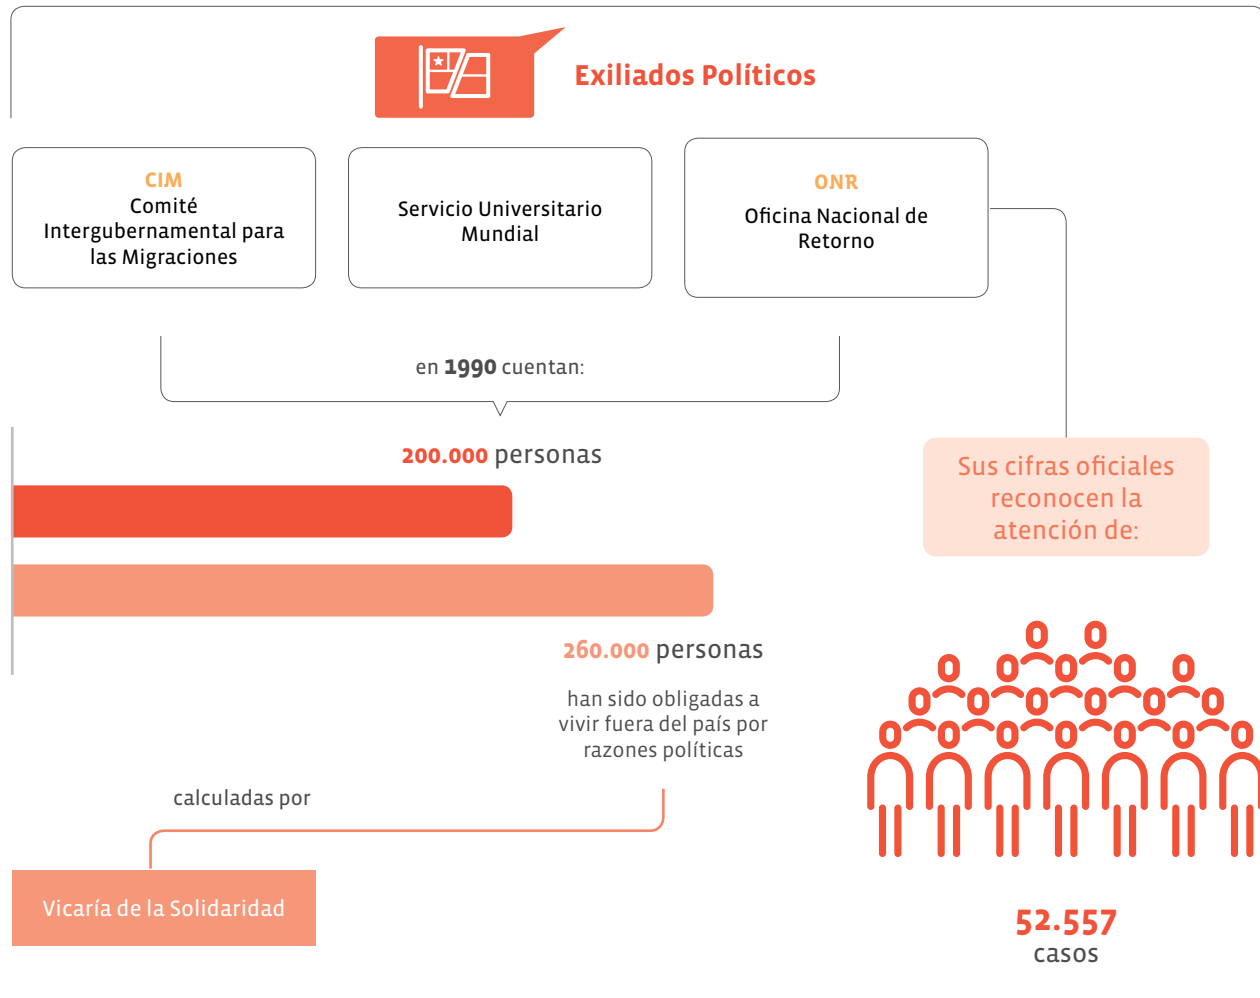 Exiliados Políticos
CIM
Comité
Intergubernamental para
las Migraciones
Servicio Universitario
Mundial
ONR
Oficina Nacional de
Retorno
en 1990 cuentan:
200.000 personas
Sus cifras oficiales
reconocen la
atención de:
260.000 personas
han sido obligadas a
vivir fuera del país por
razones políticas
calculadas por
Vicaría de la Solidaridad
52.557
casos